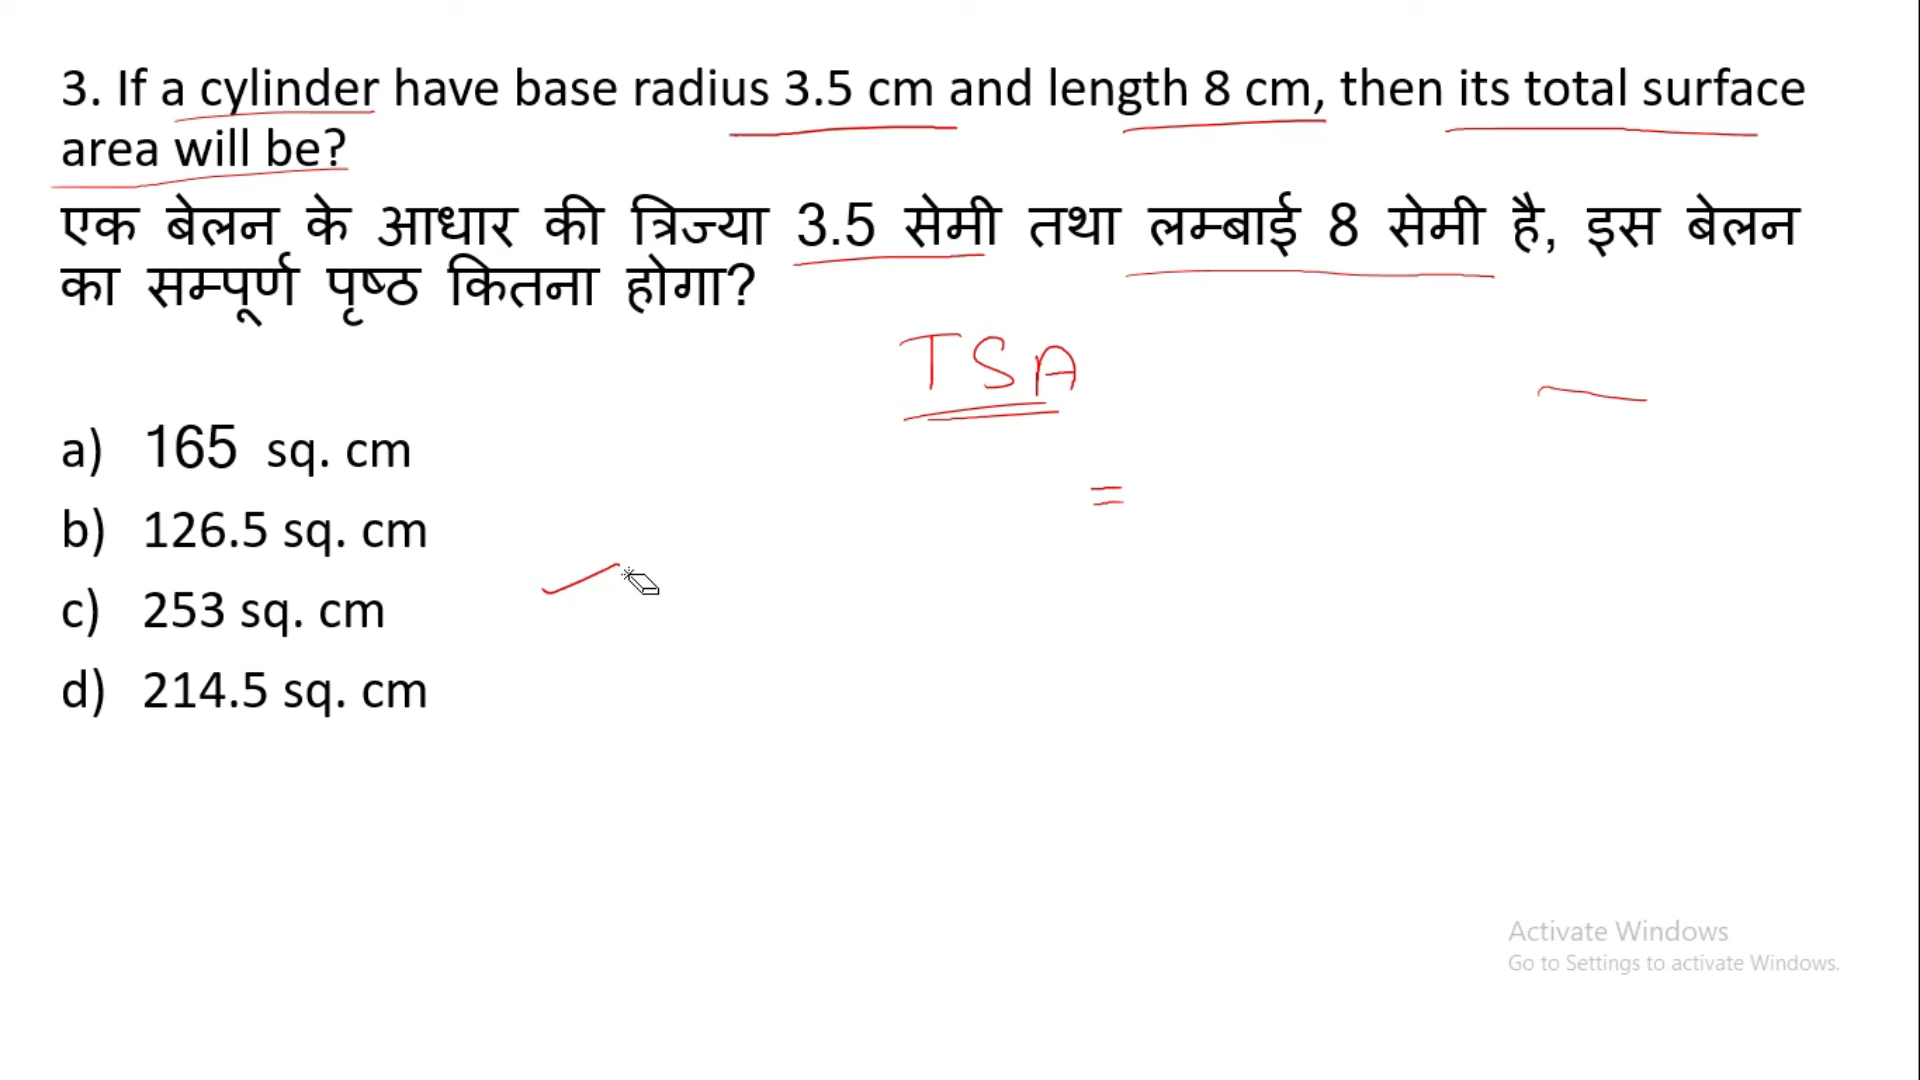 3. If a cylinder have base radius 3.5 cm and length 8 cm, then its total surface
area will be?
एक बेलन के आधार की त्रिज्या 3.5 सेमी तथा लम्बाई 8 सेमी है, इस बेलन
का सम्पूर्ण पृष्ठ कितना होगा?
TSA
=
a) 165 sq. cm
b) 126.5 sq. cm
c) 253 sq. cm
d) 214.5 sq. cm
Activate Windows
Go to Settings to activate Windows.